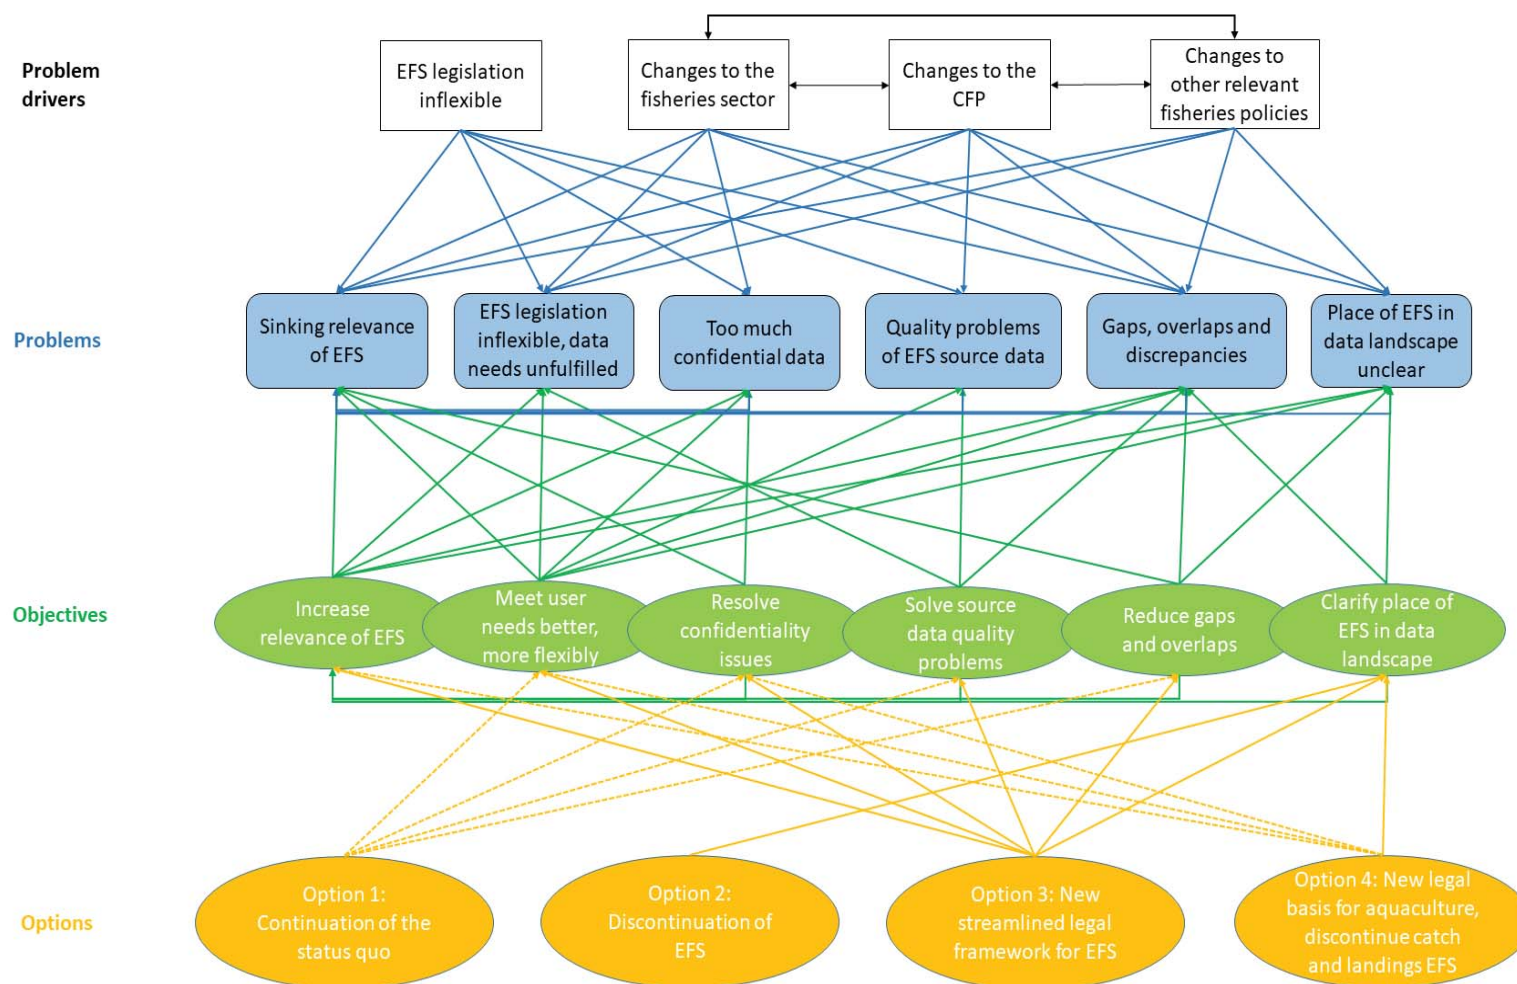 Problem
drivers
EFS legislation
inflexible
Changes to the
fisheries sector
Changes to the
CFP
Changes to
other relevant
fisheries policies
Problems
Sinking relevance
of EFS
EFS legislation
inflexible, data
needs unfulfilled
Too much
confidential data
Quality problems
of EFS source data
Gaps, overlaps and
discrepancies
Place of EFS in
data landscape
unclear
Objectives
Increase
relevance of EFS
Meet user
needs better,
more flexibly
Resolve
confidentiality
issues
Solve source
data quality
problems
Reduce gaps
and overlaps
Clarify place of
EFS in data
landscape
Options
Option 1:
Continuation of the
status quo
Option 2:
Discontinuation of
EFS
Option 3: New
streamlined legal
framework for EFS
Option 4: New legal
basis for aquaculture,
discontinue catch
and landings EFS